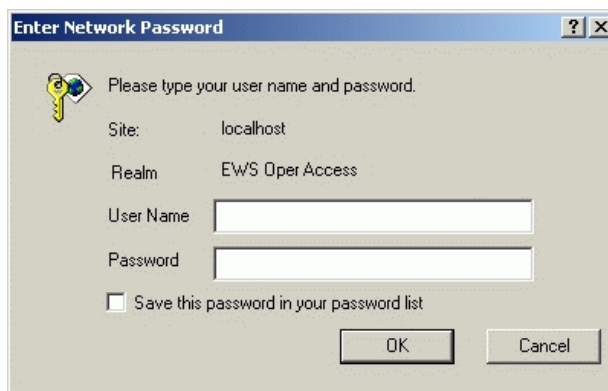 Enter Network Password
Please type your user name and password.
Site: localhost
Realm EWS Oper Access
User Name
Password
Save this password in your password list
OK Cancel